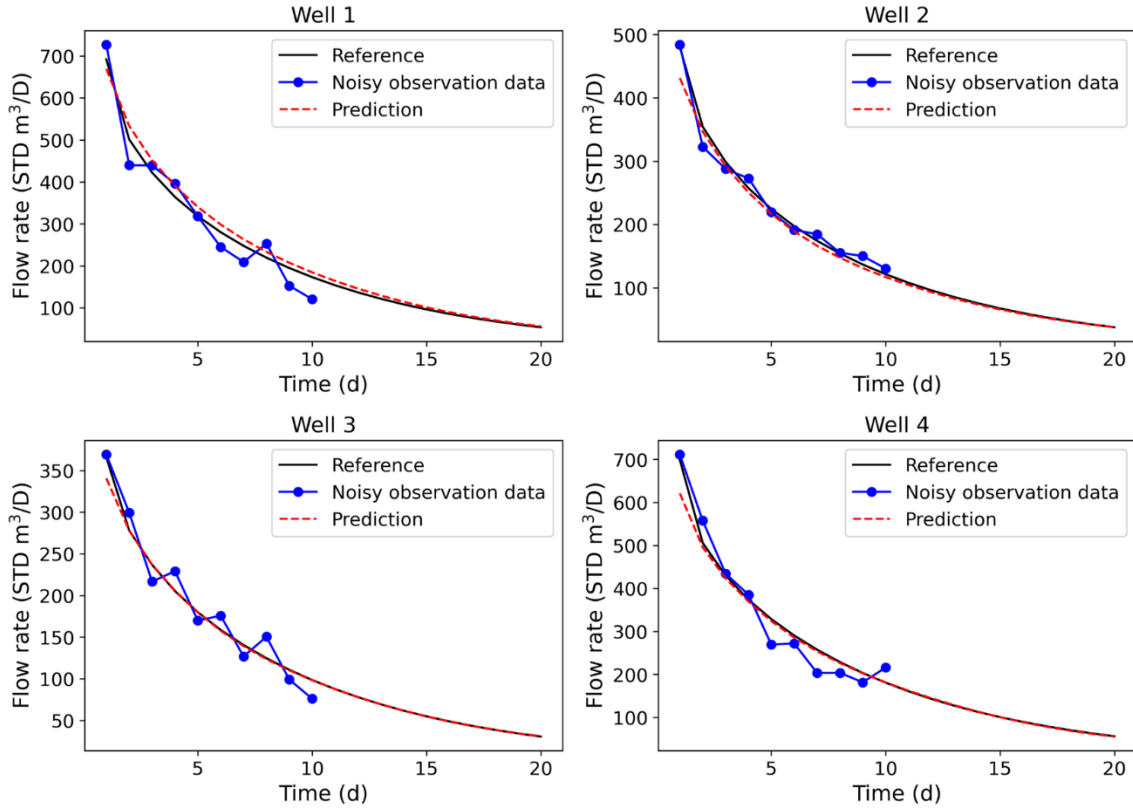 Well 1
Flow rate (STD m³/D)
700
600
500
400
300
200
100
Reference
Noisy observation data
Prediction
5
10
15
20
Time (d)
Well 2
Flow rate (STD m³/D)
500
400
300
200
100
Reference
Noisy observation data
Prediction
5
10
15
20
Time (d)
Well 3
Flow rate (STD m³/D)
350
300
250
200
150
100
50
Reference
Noisy observation data
Prediction
5
10
15
20
Time (d)
Well 4
Flow rate (STD m³/D)
700
600
500
400
300
200
100
Reference
Noisy observation data
Prediction
5
10
15
20
Time (d)